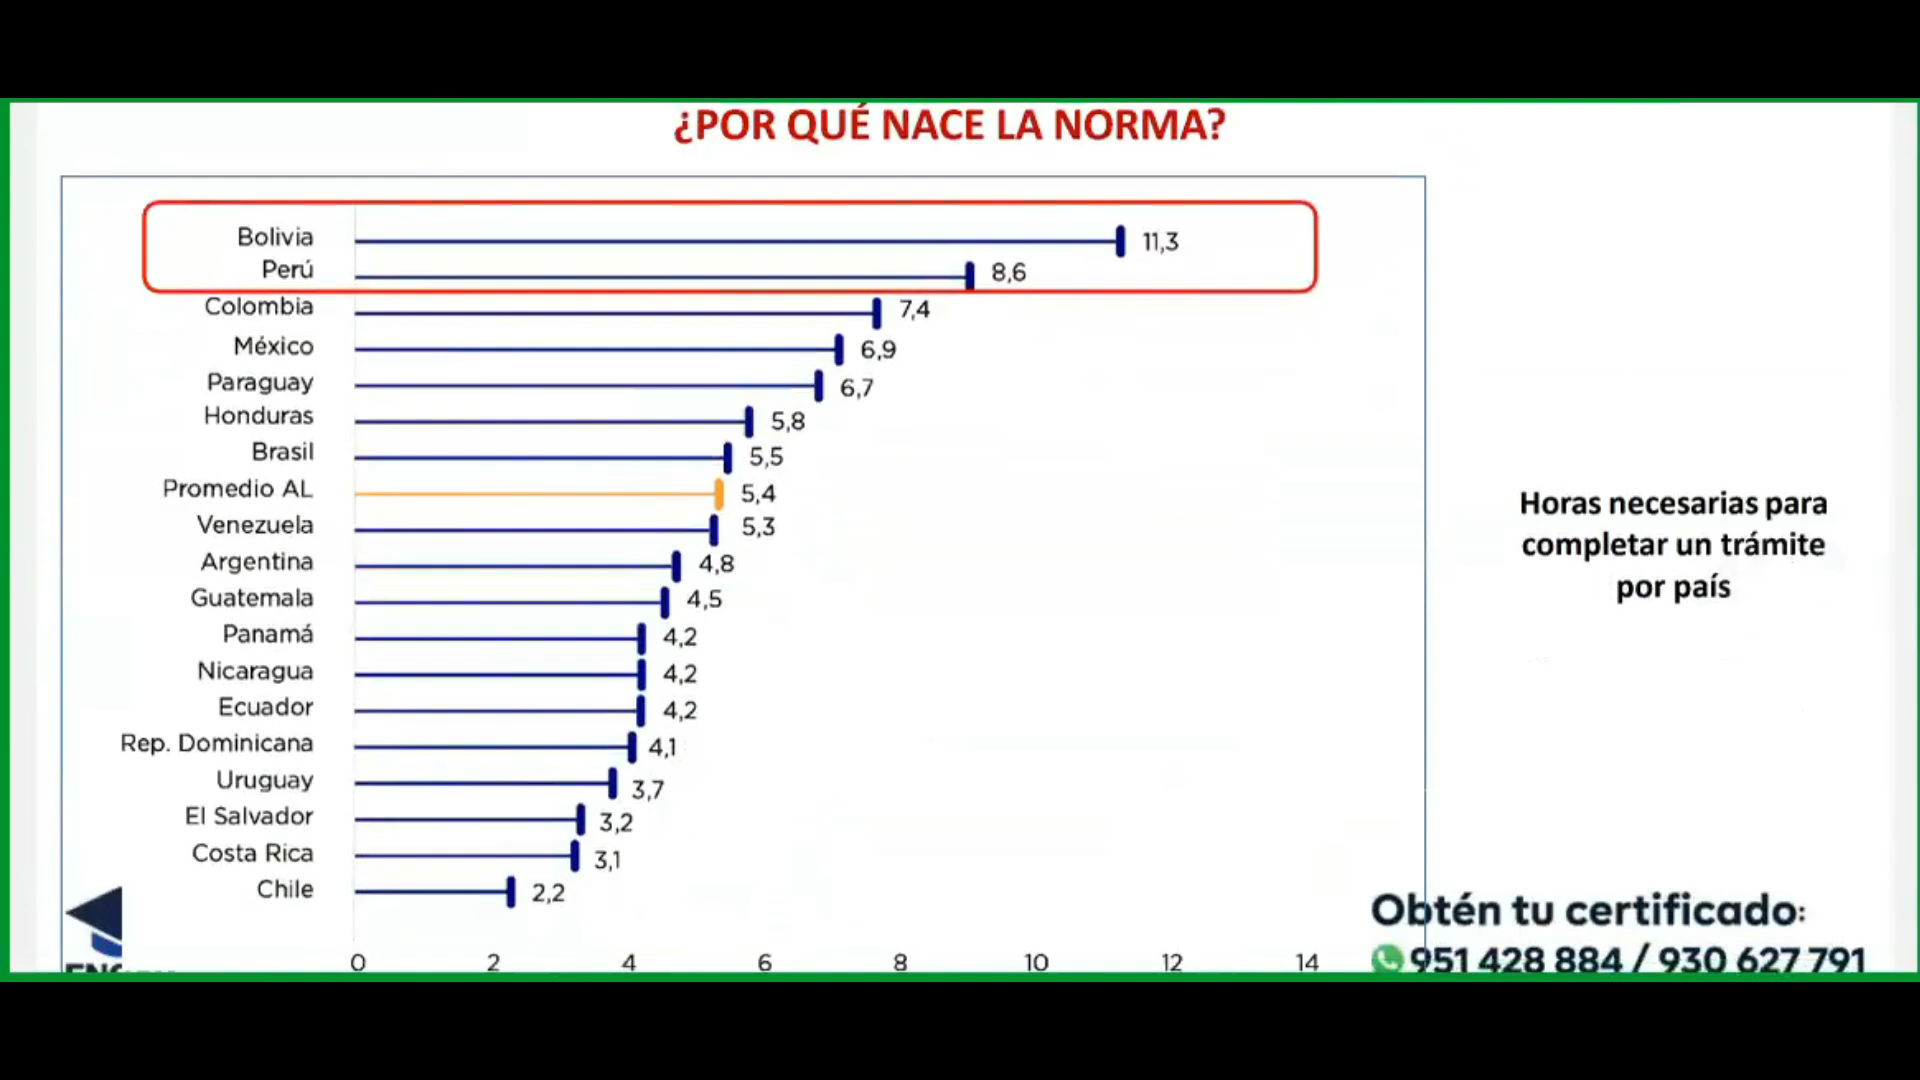 ¿POR QUÉ NACE LA NORMA?
Bolivia 11,3
Perú 8,6
Colombia 7,4
México 6,9
Paraguay 6,7
Honduras 5,8
Brasil 5,5
Promedio AL 5,4
Venezuela 5,3
Argentina 4,8
Guatemala 4,5
Panamá 4,2
Nicaragua 4,2
Ecuador 4,2
Rep. Dominicana 4,1
Uruguay 3,7
El Salvador 3,2
Costa Rica 3,1
Chile 2,2
0 2 4 6 8 10 12 14
Horas necesarias para
completar un trámite
por país
Obtén tu certificado:
951 428 884 / 930 627 791